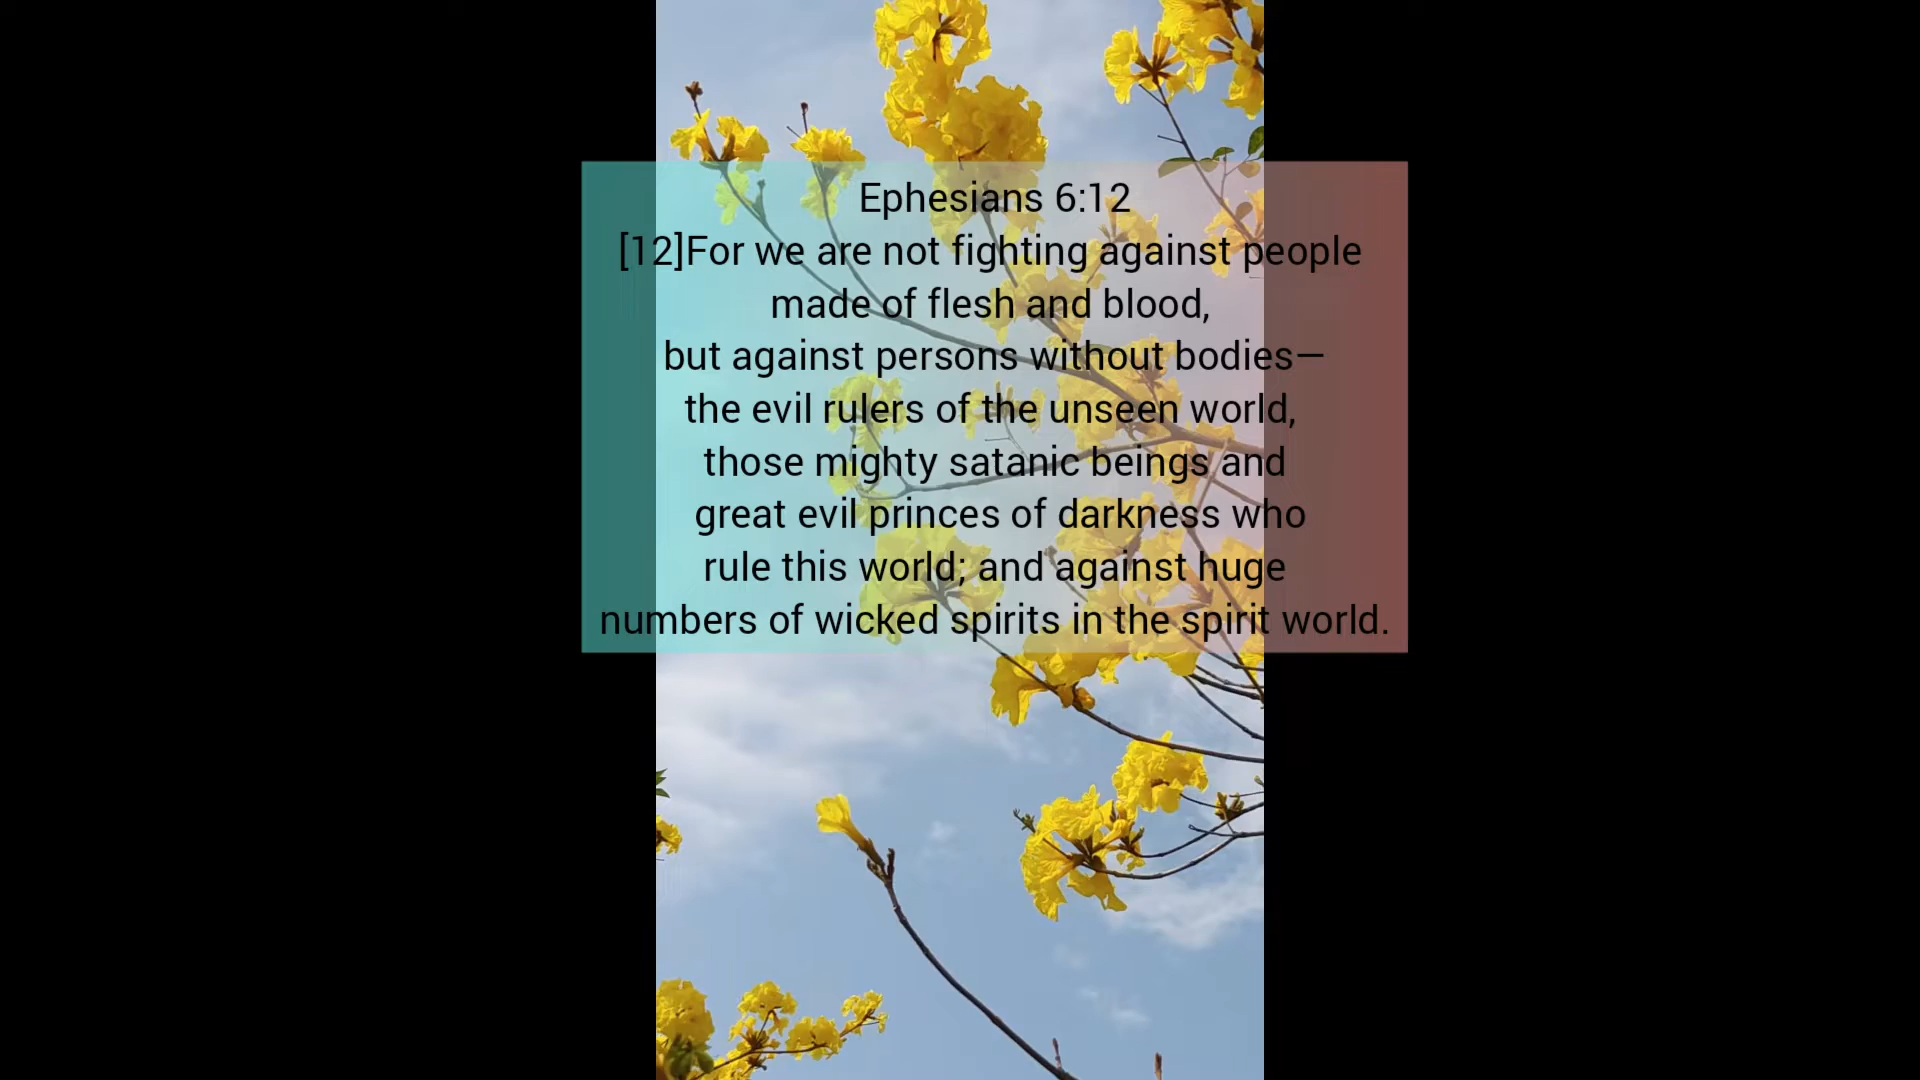 Ephesians 6:12
[12]For we are not fighting against people
made of flesh and blood,
but against persons without bodies—
the evil rulers of the unseen world,
those mighty satanic beings and
great evil princes of darkness who
rule this world; and against huge
numbers of wicked spirits in the spirit world.